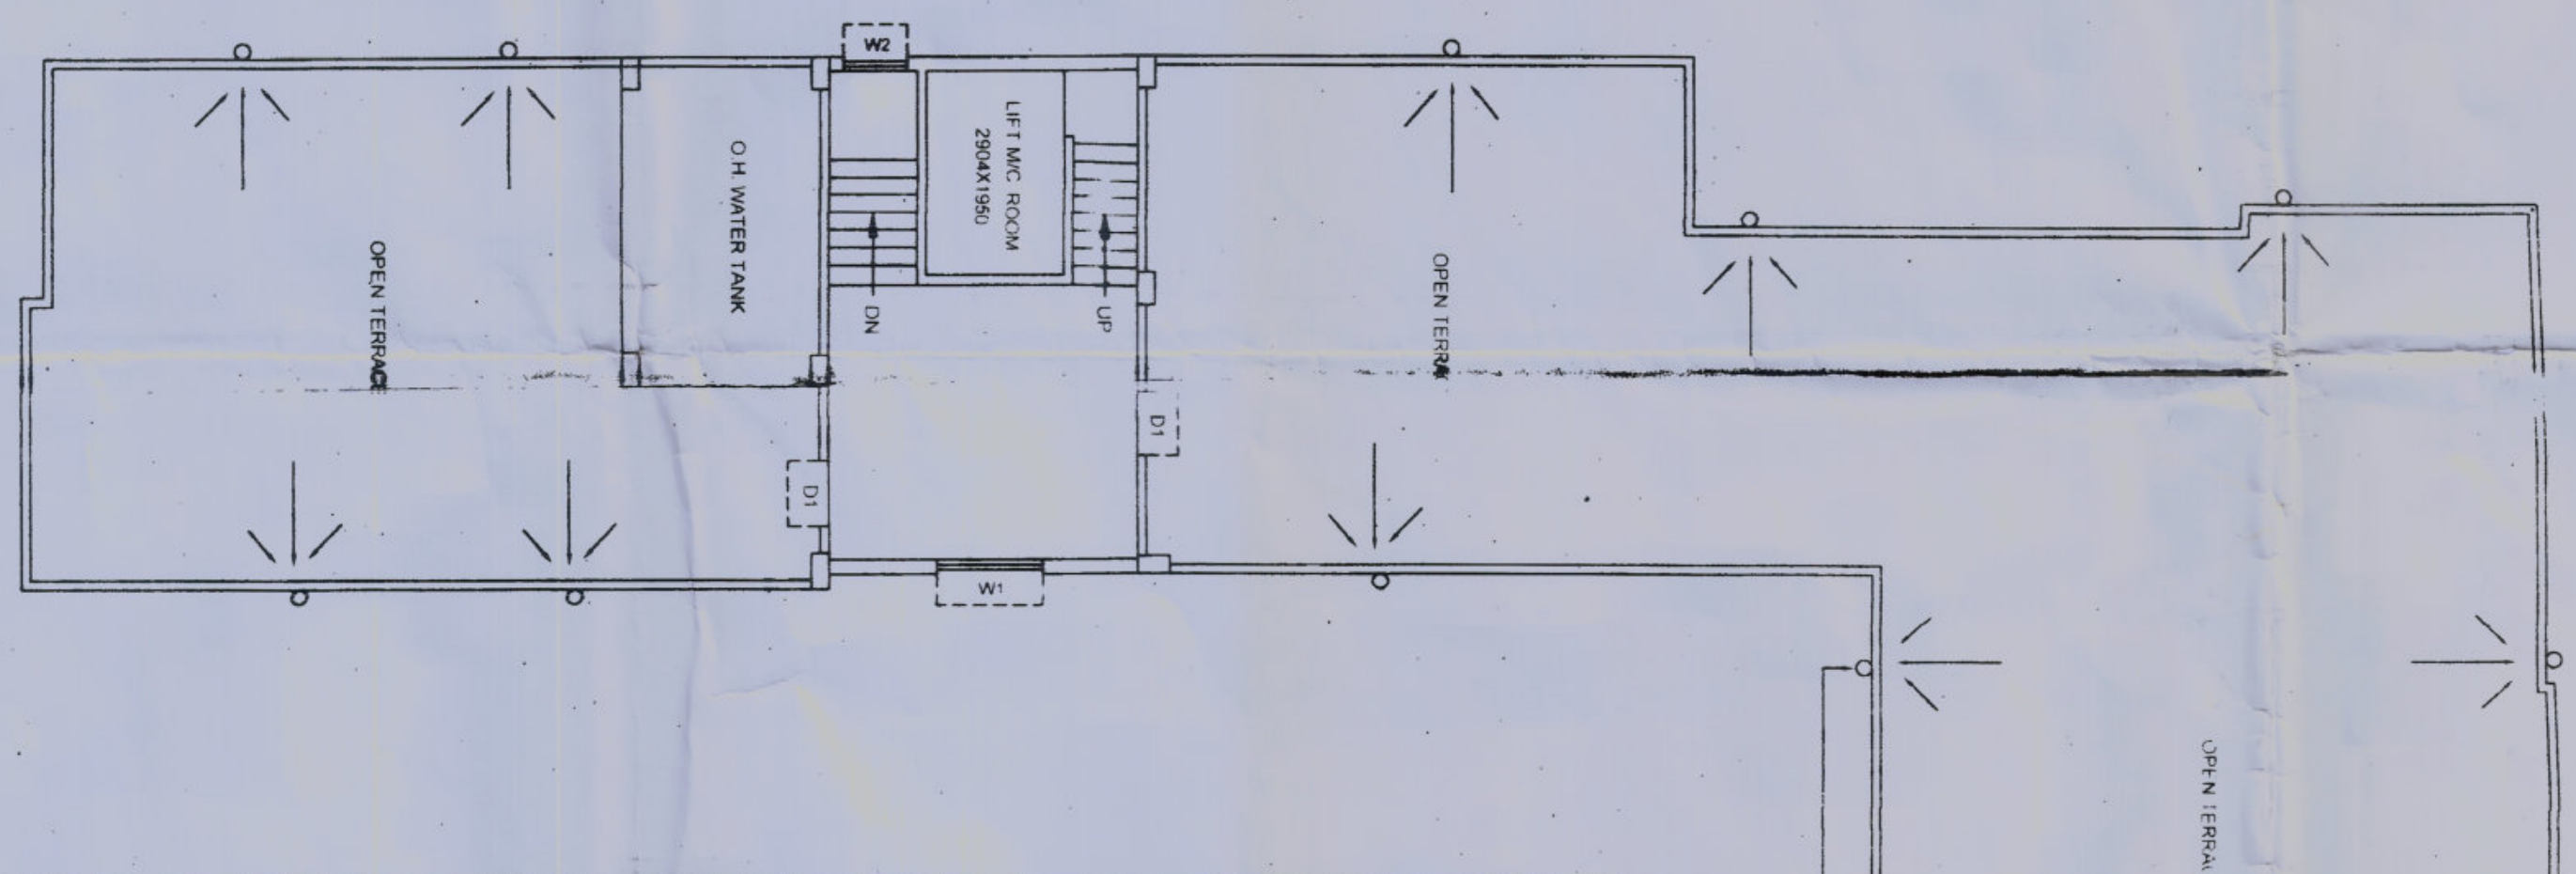 W2
LIFT M/C ROOM
2904X1950
O.H. WATER TANK
OPEN TERRACE
DN
UP
OPEN TERRA
D1
D1
W1
OPEN TERRA